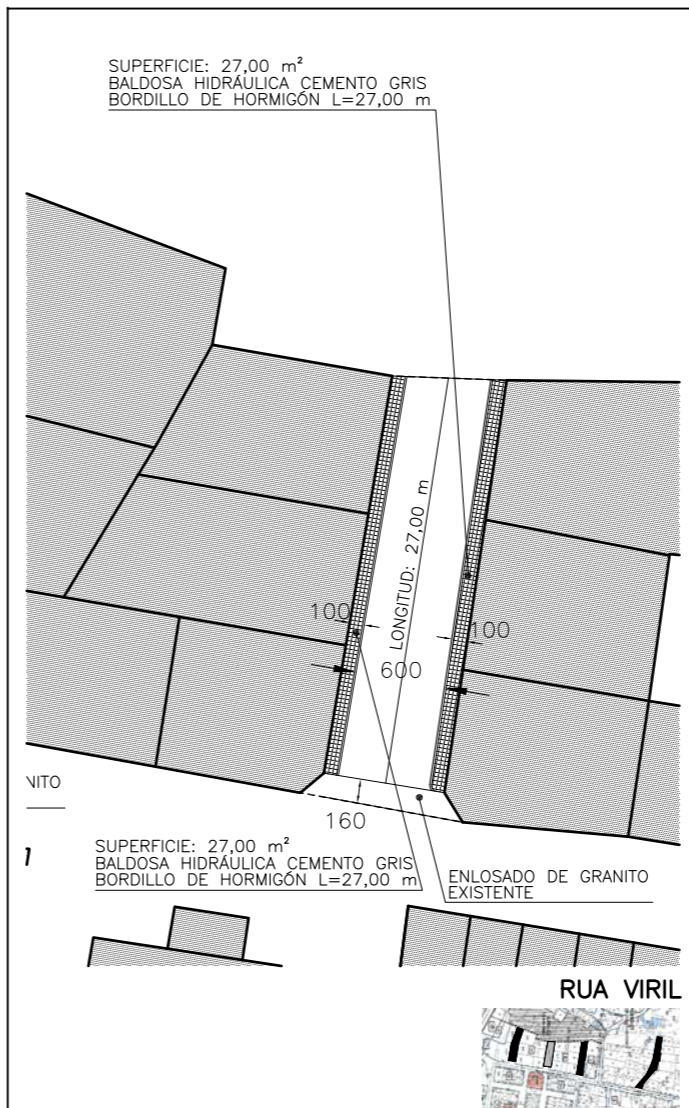 SUPERFICIE: 27,00 m²
BALDOSA HIDRÁULICA CEMENTO GRIS
BORDILLO DE HORMIGÓN L=27,00 m
LONGITUD: 27,00 m
100
100
600
160
NITO
1
SUPERFICIE: 27,00 m²
BALDOSA HIDRÁULICA CEMENTO GRIS
BORDILLO DE HORMIGÓN L=27,00 m
ENLOSADO DE GRANITO
EXISTENTE
RUA VIRIL